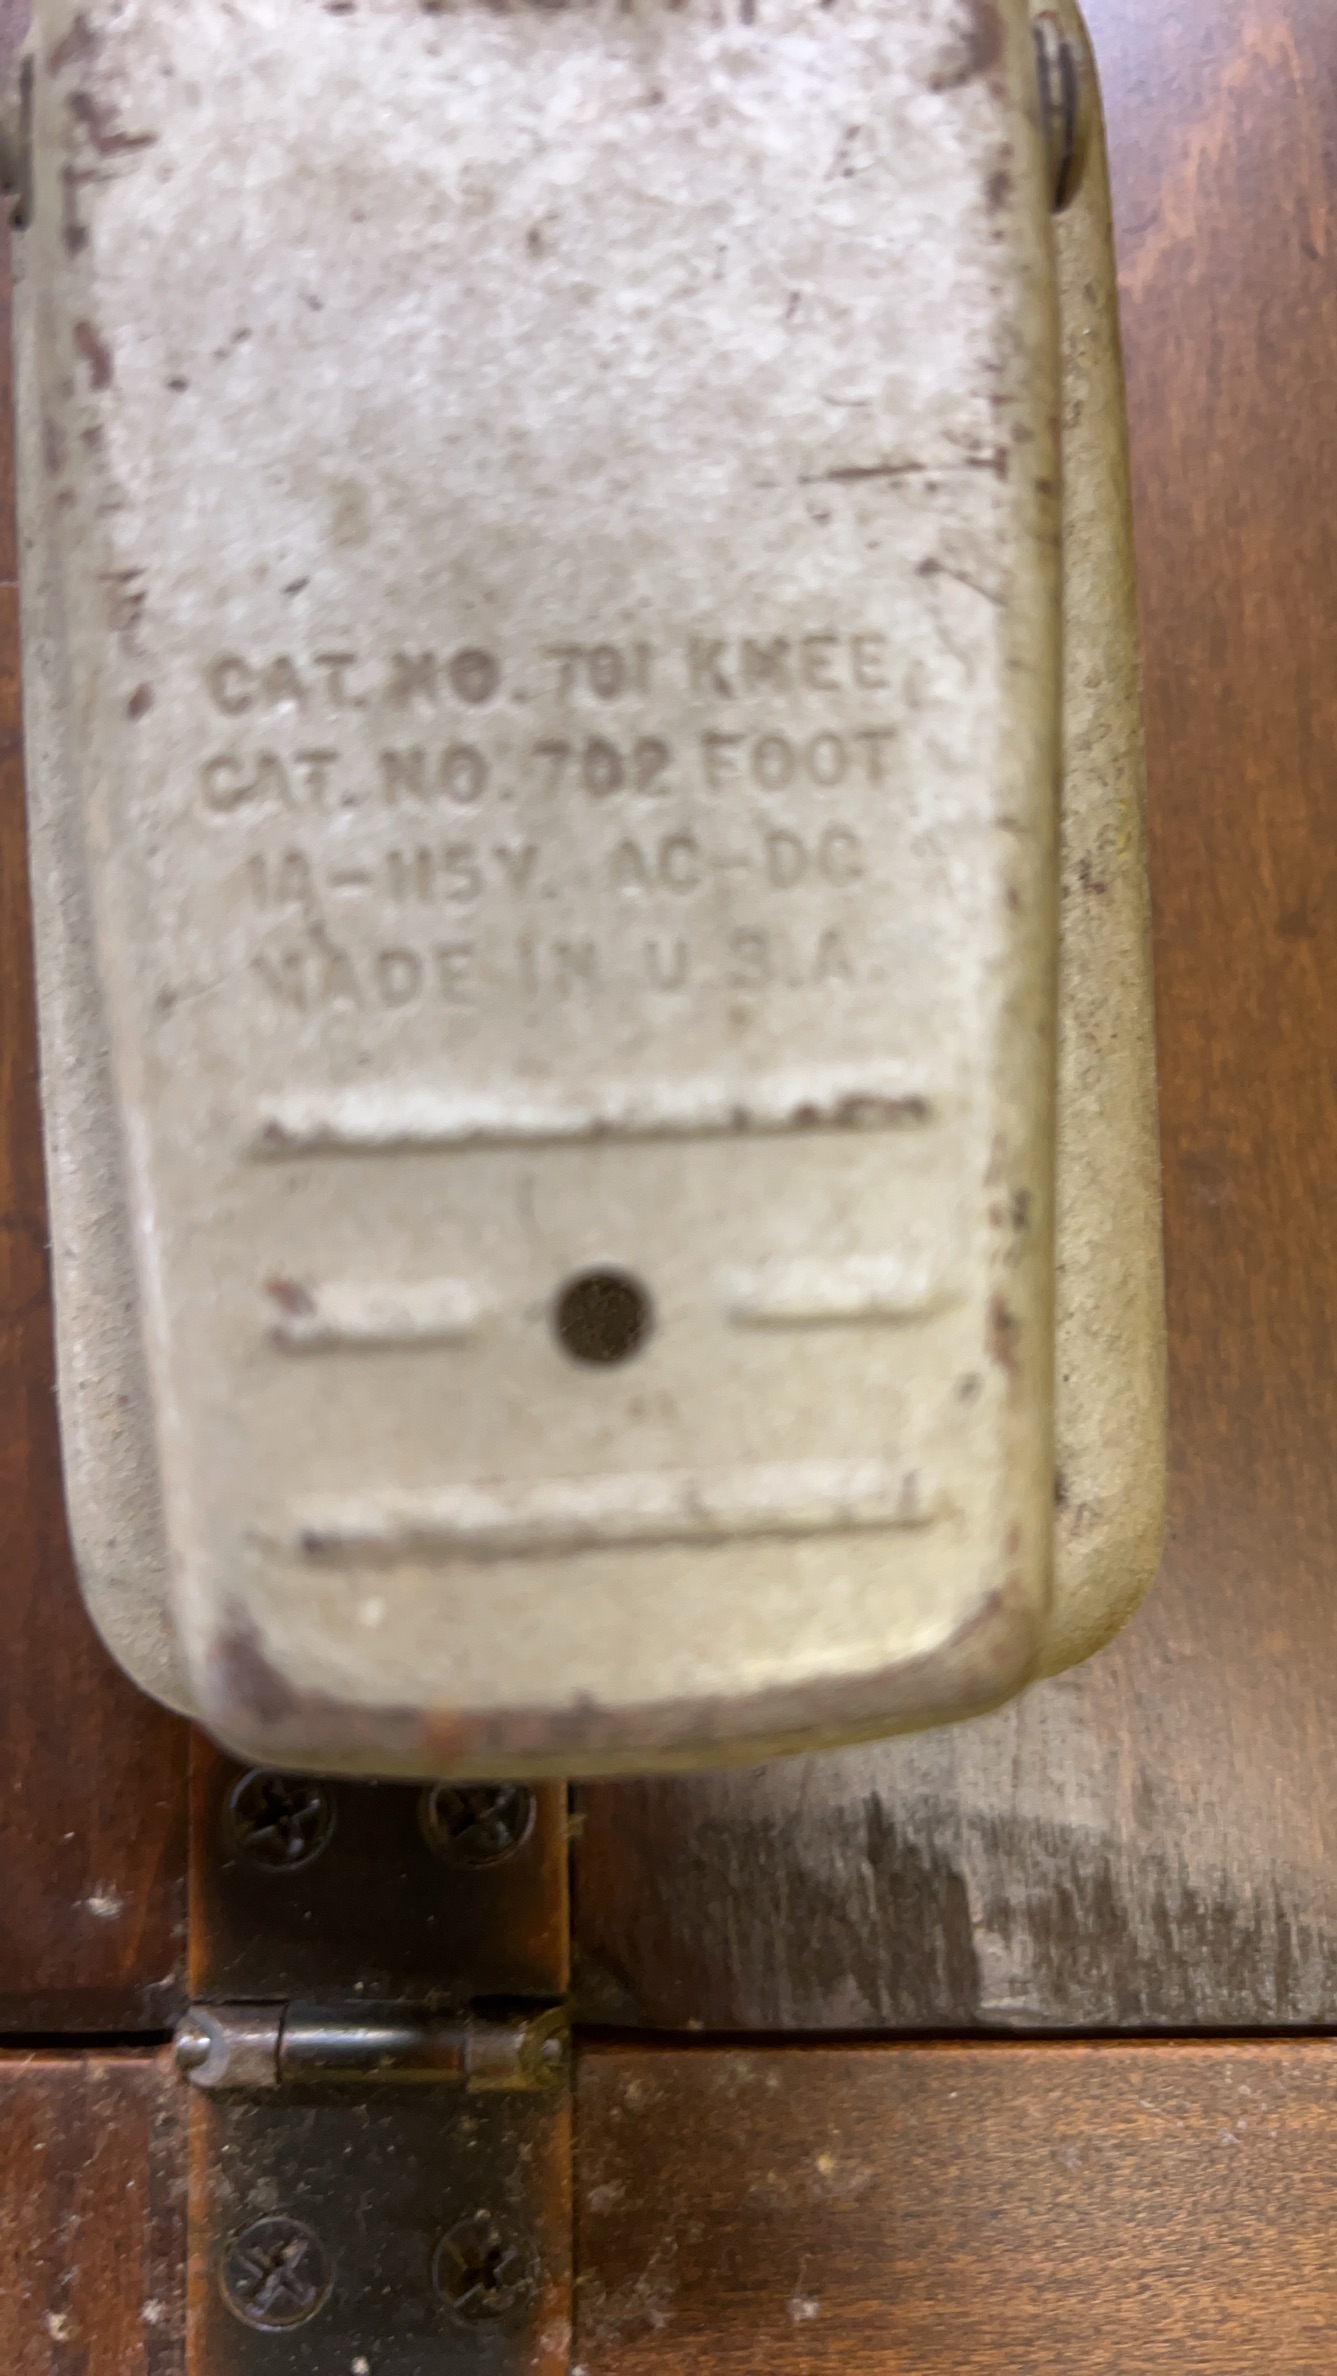 CAT. NO. 701 KNEE
CAT. NO. 702 FOOT
1A-115V. AC-DC
MADE IN U.S.A.